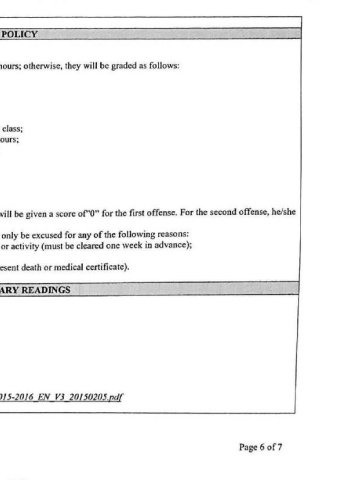 POLICY
hours; otherwise, they will be graded as follows:
class;
ours;
will be given a score of"0" for the first offense. For the second offense, he/she
only be excused for any of the following reasons:
or activity (must be cleared one week in advance);
esent death or medical certificate).
ARY READINGS
015-2016_EN_V3_20150205.pdf
Page 6 of 7